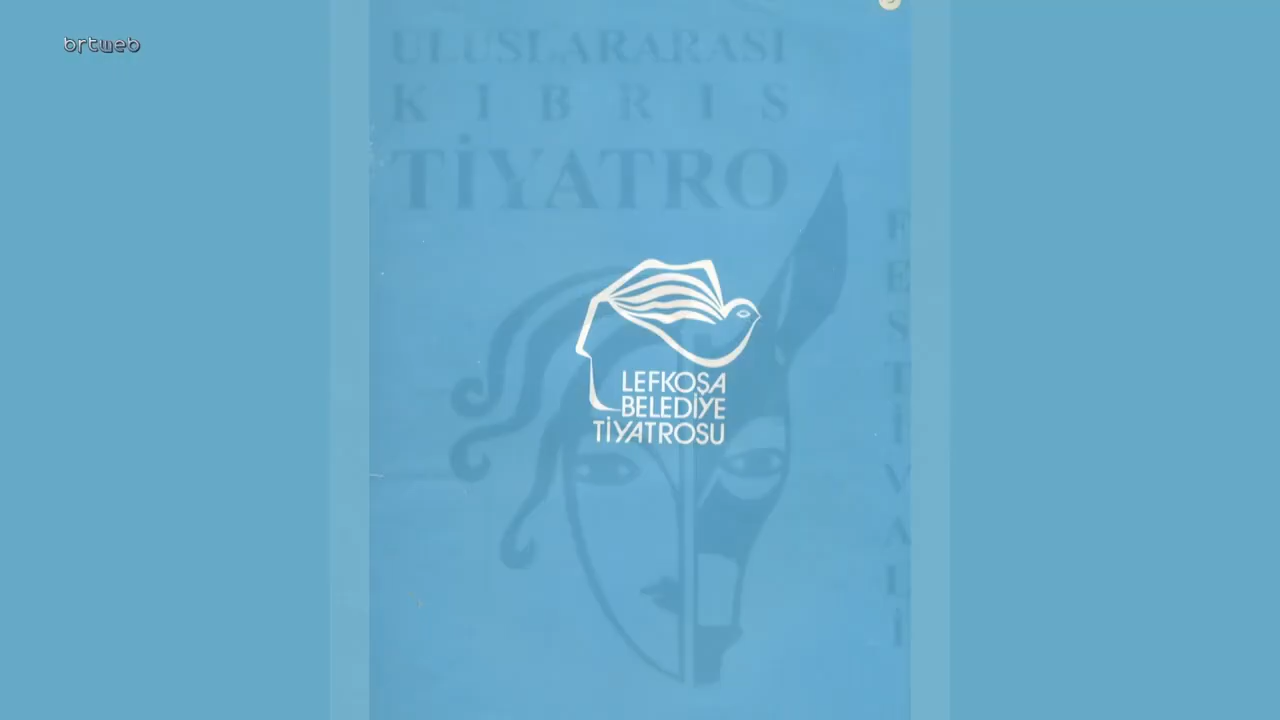 brtweb
ULUSLARARASI
KIBRIS
TİYATRO
FESTİVALİ
LEFKOŞA
BELEDİYE
TİYATROSU